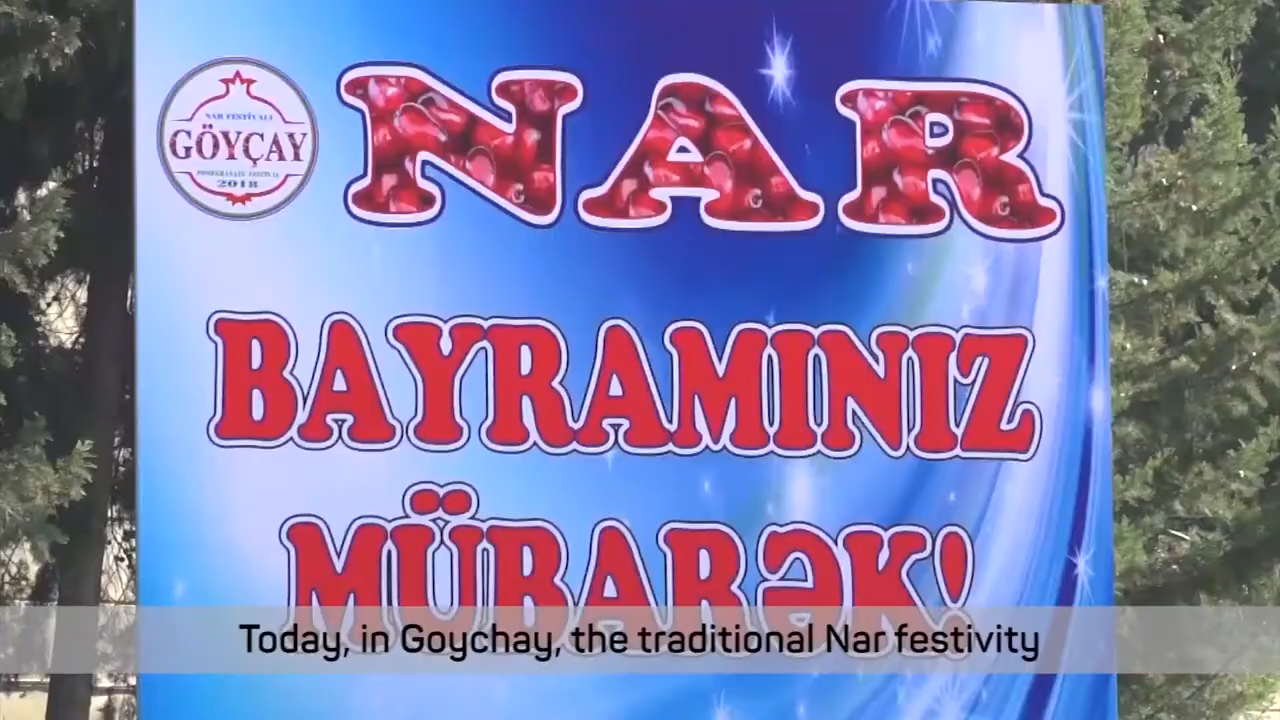 NAR FESTİVALI
GÖYÇAY
POMEGRANATE FESTIVAL
2018
NAR
BAYRAMINIZ
MÜBARƏK!
Today, in Goychay, the traditional Nar festivity